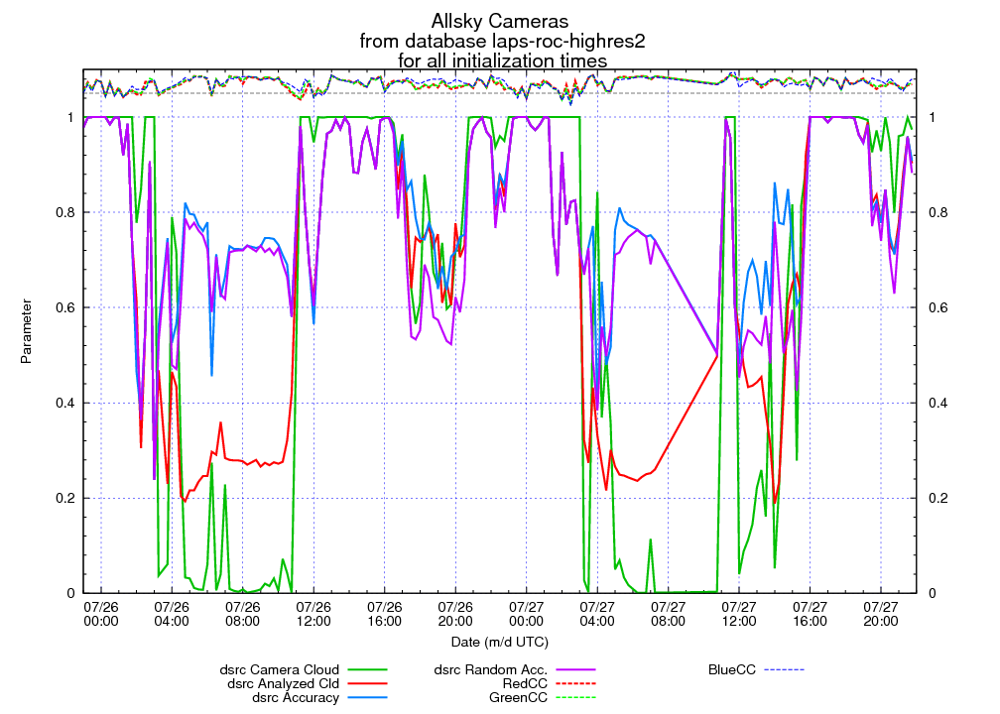 Allsky Cameras
from database laps-roc-highres2
for all initialization times
1 1
0.8 0.8
0.6 0.6
Parameter
0.4 0.4
0.2 0.2
0 0
07/26 07/26 07/26 07/26 07/26 07/26 07/27 07/27 07/27 07/27 07/27 07/27
00:00 04:00 08:00 12:00 16:00 20:00 00:00 04:00 08:00 12:00 16:00 20:00
Date (m/d UTC)
dsrc Camera Cloud dsrc Random Acc. BlueCC
dsrc Analyzed Cld RedCC
dsrc Accuracy GreenCC